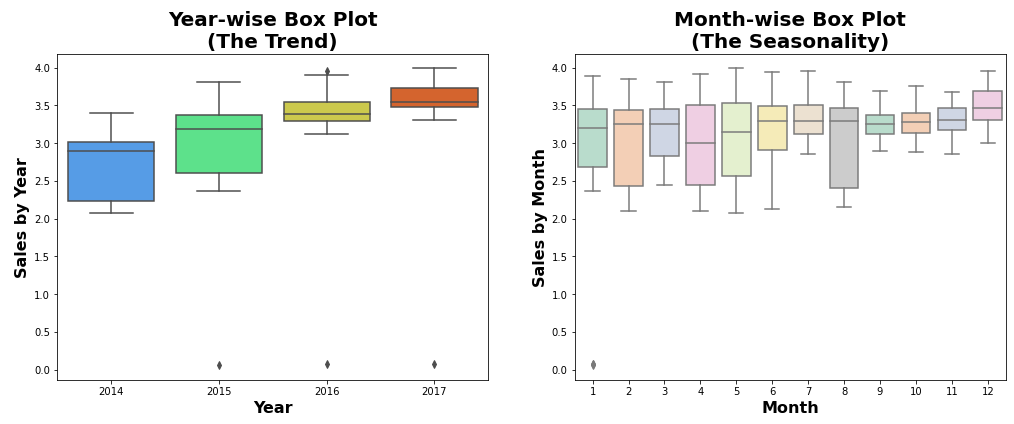 Year-wise Box Plot
(The Trend)
Sales by Year
4.0
3.5
3.0
2.5
2.0
1.5
1.0
0.5
0.0
2014 2015 2016 2017
Year
Month-wise Box Plot
(The Seasonality)
Sales by Month
4.0
3.5
3.0
2.5
2.0
1.5
1.0
0.5
0.0
1 2 3 4 5 6 7 8 9 10 11 12
Month